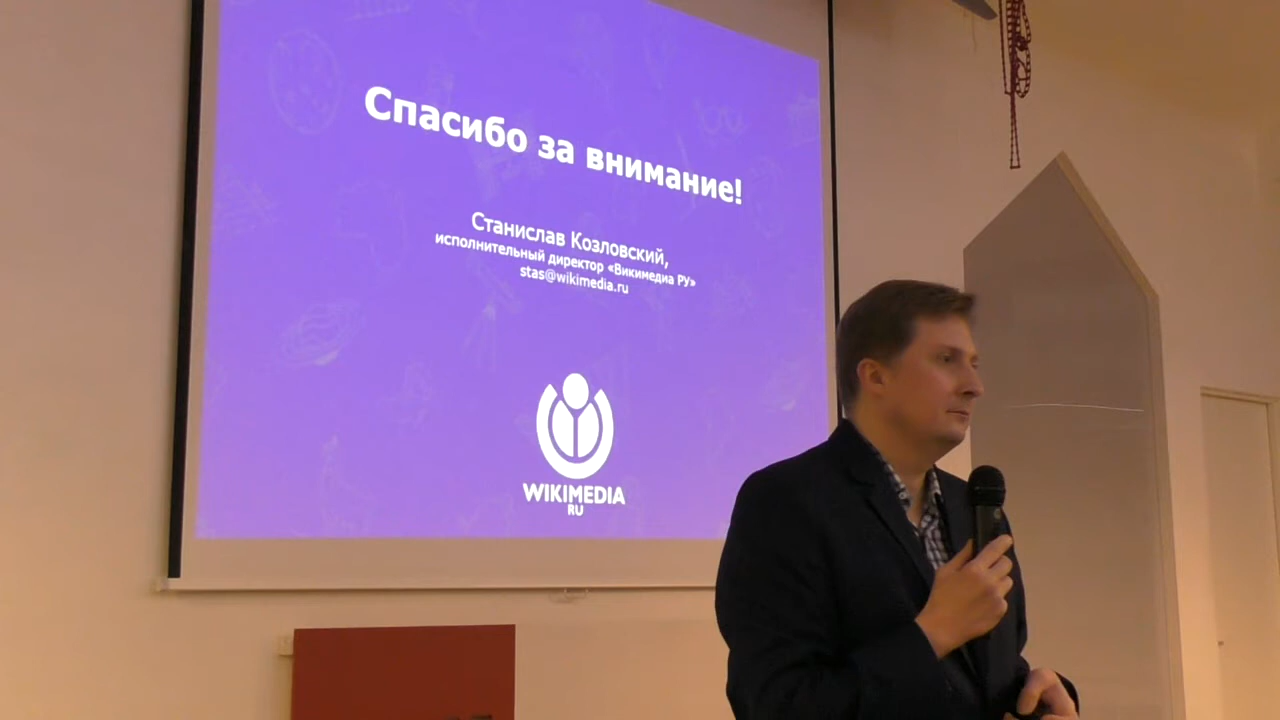 Спасибо за внимание!
Станислав Козловский,
исполнительный директор «Викимедиа РУ»
stas@wikimedia.ru
WIKIMEDIA
RU